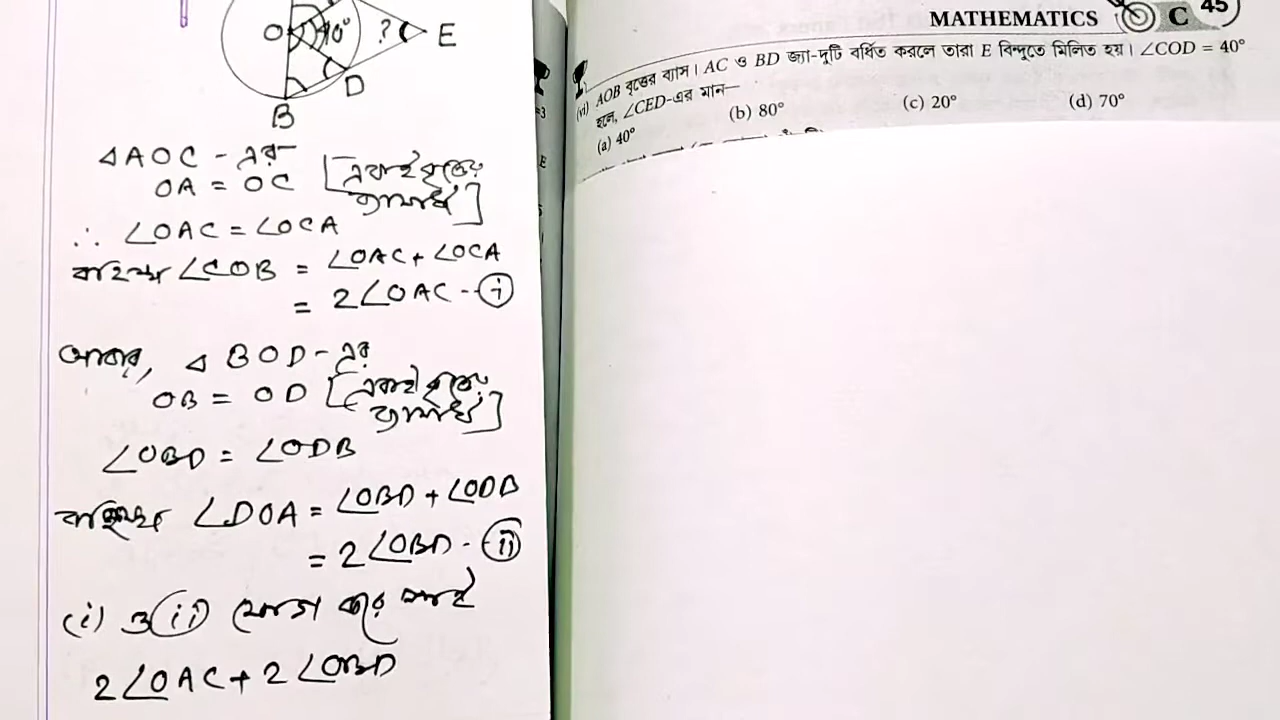 O 40° ? E
D
B
△AOC - এর
OA = OC [একই বৃত্তের
ব্যাসার্ধ]
∴ ∠OAC = ∠OCA
বহিঃস্থ ∠COB = ∠OAC + ∠OCA
= 2∠OAC -- (i)
আবার, △ BOD - এর
OB = OD [একই বৃত্তের
ব্যাসার্ধ]
∠OBD = ∠ODB
বহিঃস্থ ∠DOA = ∠OBD + ∠ODB
= 2∠OBD - (ii)
(i) ও (ii) যোগ করে পাই
2∠OAC + 2∠OBD
MATHEMATICS C 45
(vi) AOB বৃত্তের ব্যাস। AC ও BD জ্যা-দুটি বর্ধিত করলে তারা E বিন্দুতে মিলিত হয়। ∠COD = 40°
হলে, ∠CED-এর মান—
(a) 40° (b) 80° (c) 20° (d) 70°